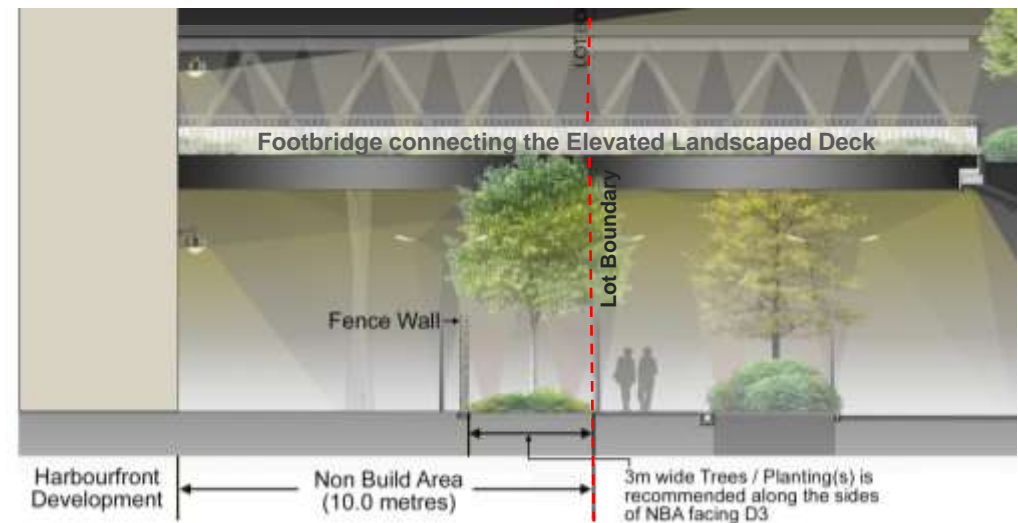 Footbridge connecting the Elevated Landscaped Deck
Lot Boundary
Fence Wall
Harbourfront
Development
Non Build Area
(10.0 metres)
3m wide Trees / Planting(s) is
recommended along the sides
of NBA facing D3